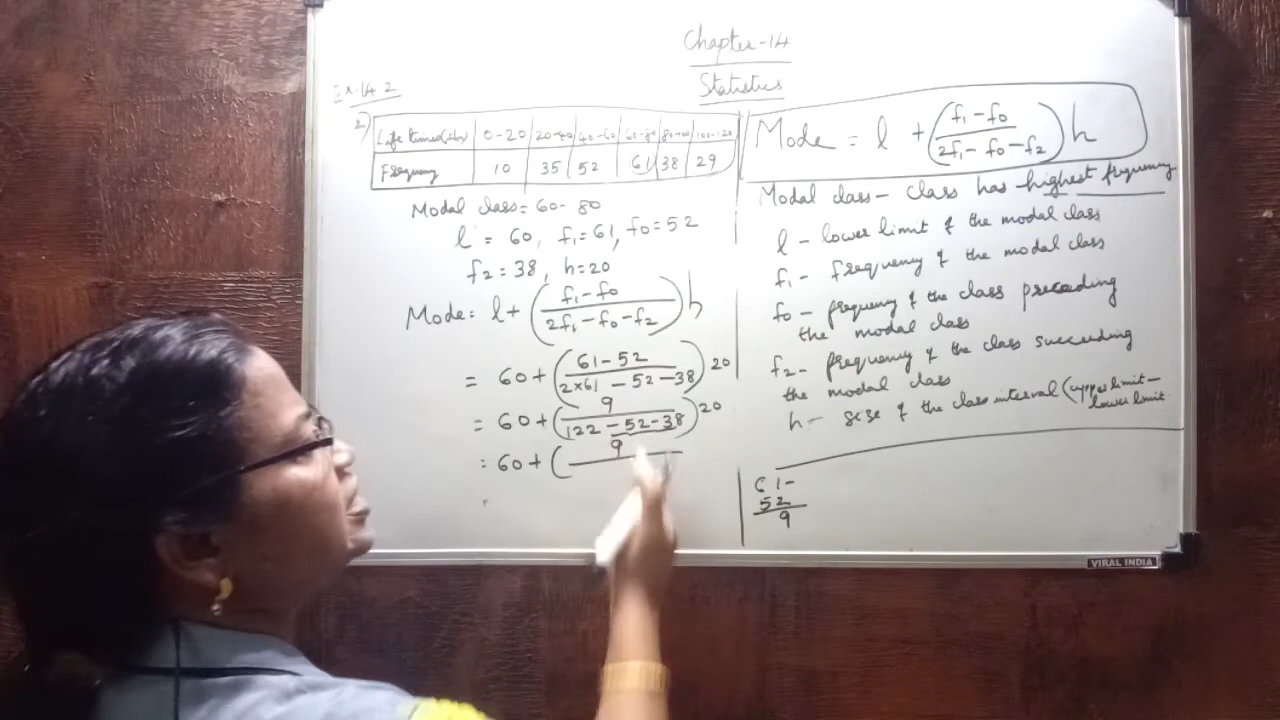 Chapter-14
Statistics
Ex. 14.2
2)
Life time(hrs) 0-20 20-40 40-60 60-80 80-100 100-120
Frequency 10 35 52 61 38 29
Modal class = 60-80
l = 60, f1 = 61, f0 = 52
f2 = 38, h = 20
Mode = l + (f1 - f0 / 2f1 - f0 - f2) h
= 60 + (61 - 52 / 2×61 - 52 - 38) 20
= 60 + (9 / 122 - 52 - 38) 20
= 60 + ( 9 /
Mode = l + (f1 - f0 / 2f1 - f0 - f2) h
Modal class - class has highest frequency
l - lower limit of the modal class
f1 - frequency of the modal class
f0 - frequency of the class preceeding
the modal class
f2 - frequency of the class succeeding
the modal class
h - size of the class interval (upper limit -
lower limit
61 -
52
9
VIRAL INDIA